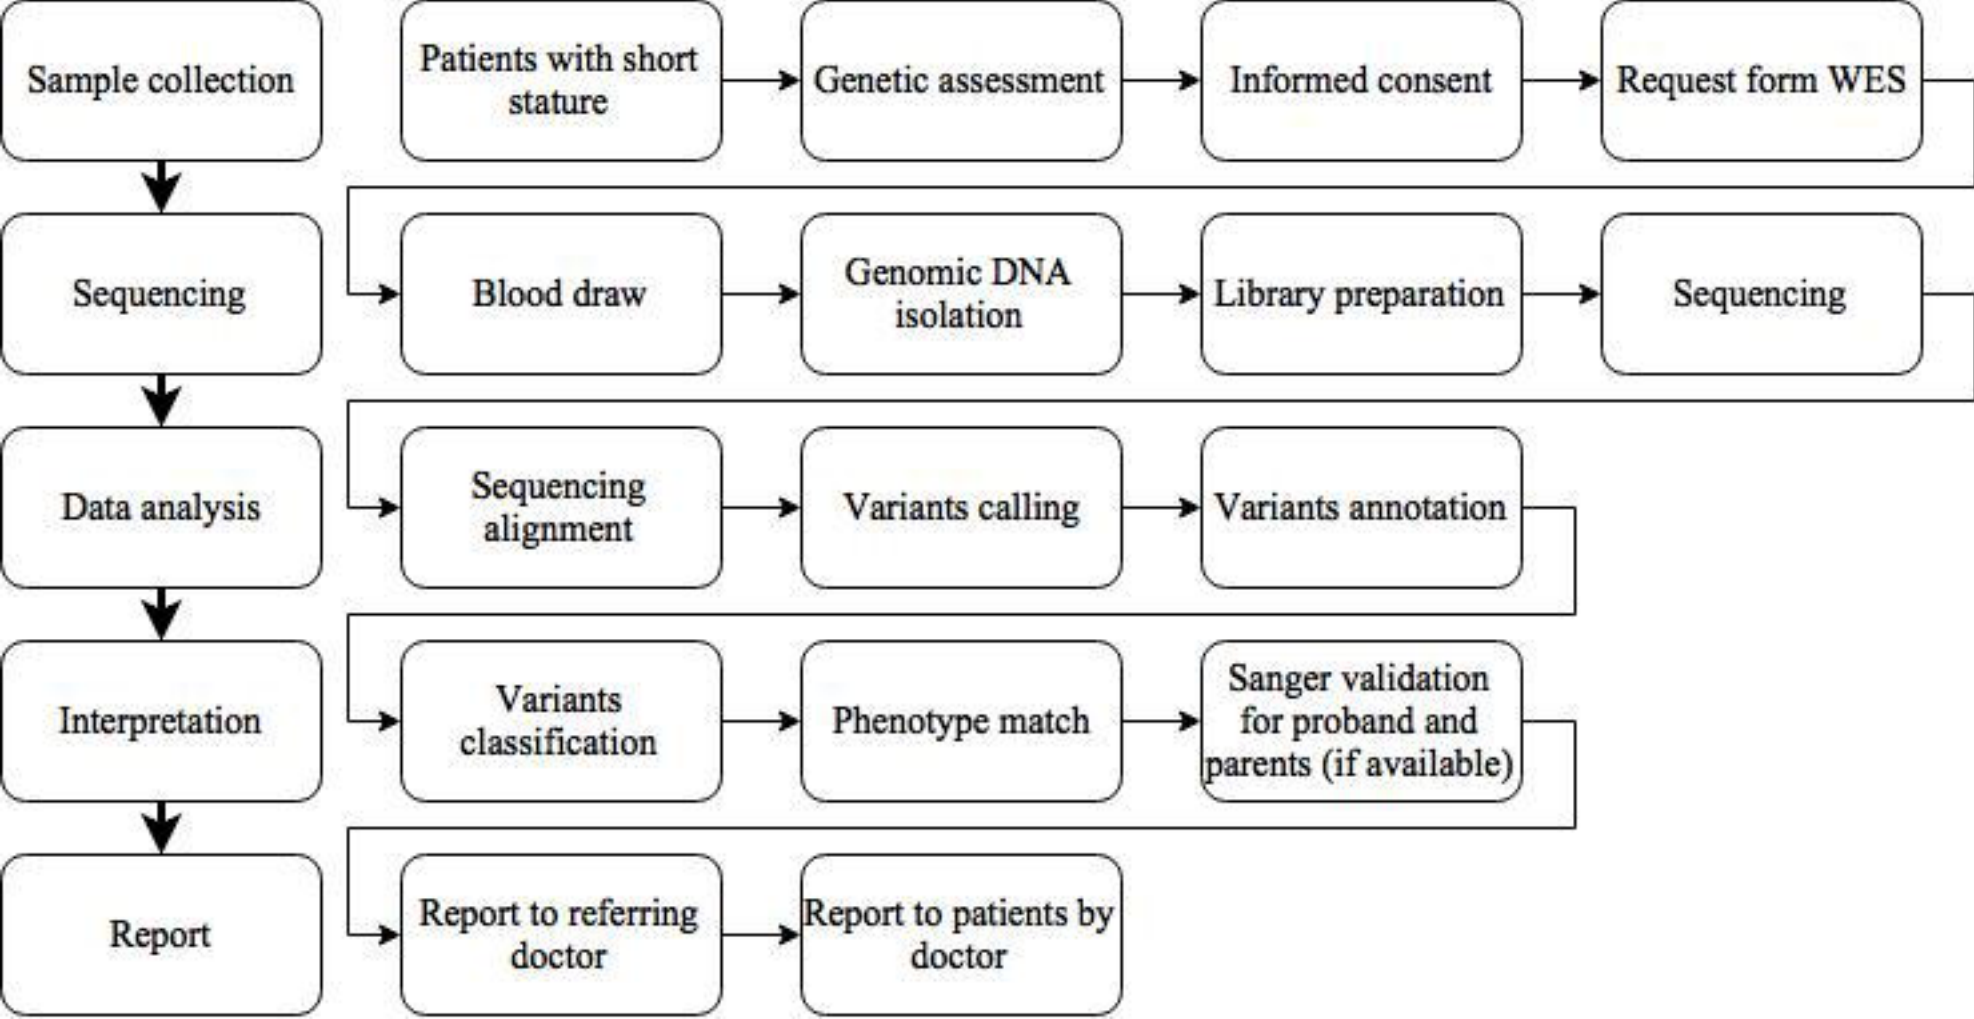 Sample collection
Patients with short
stature
Genetic assessment
Informed consent
Request form WES
Sequencing
Blood draw
Genomic DNA
isolation
Library preparation
Sequencing
Data analysis
Sequencing
alignment
Variants calling
Variants annotation
Interpretation
Variants
classification
Phenotype match
Sanger validation
for proband and
parents (if available)
Report
Report to referring
doctor
Report to patients by
doctor